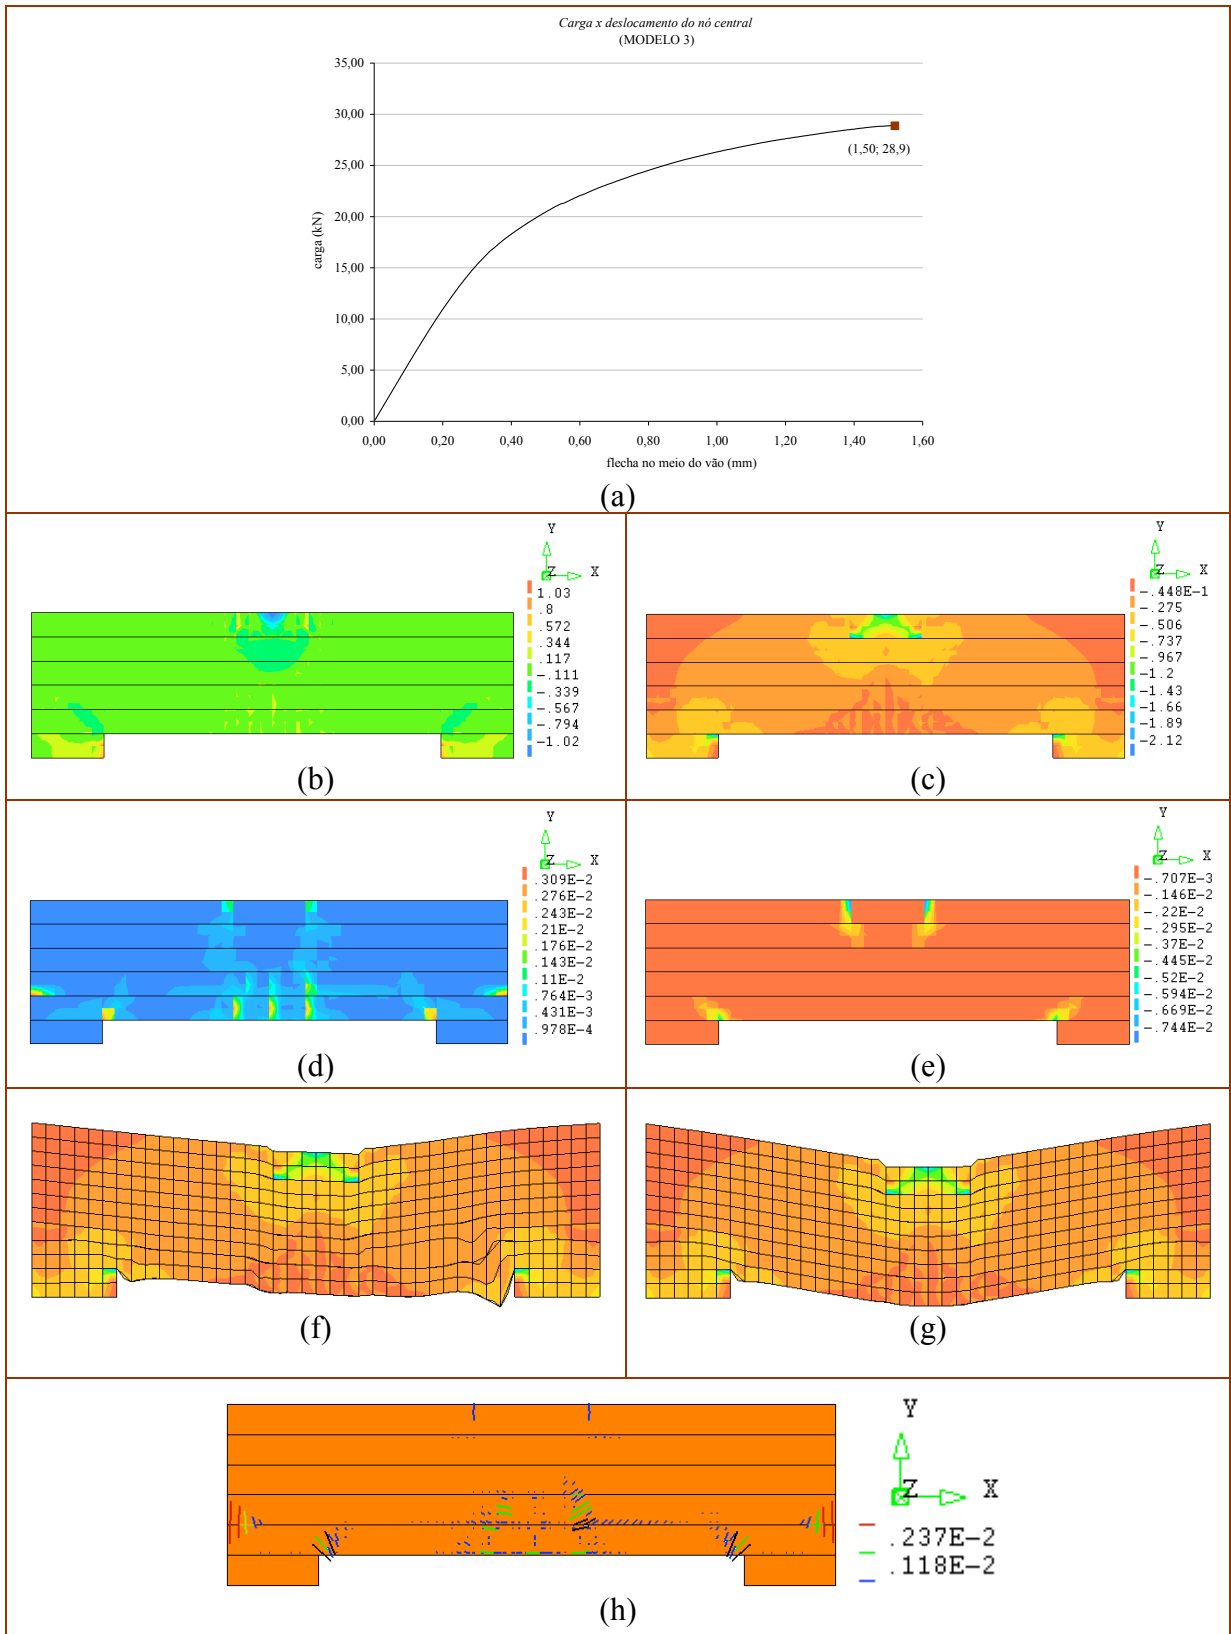 Carga x deslocamento do nó central
(MODELO 3)
35,00
30,00
25,00
20,00
15,00
10,00
5,00
0,00
carga (kN)
(1,50; 28,9)
0,00 0,20 0,40 0,60 0,80 1,00 1,20 1,40 1,60
flecha no meio do vão (mm)
(a)
Y
Z X
1.03
.8
.572
.344
.117
-.111
-.339
-.567
-.794
-1.02
(b)
Y
Z X
-.448E-1
-.275
-.506
-.737
-.967
-1.2
-1.43
-1.66
-1.89
-2.12
(c)
Y
Z X
.309E-2
.276E-2
.243E-2
.21E-2
.176E-2
.143E-2
.11E-2
.764E-3
.431E-3
.978E-4
(d)
Y
Z X
-.707E-3
-.146E-2
-.22E-2
-.295E-2
-.37E-2
-.445E-2
-.52E-2
-.594E-2
-.669E-2
-.744E-2
(e)
(f)
(g)
Y
Z X
.237E-2
.118E-2
(h)